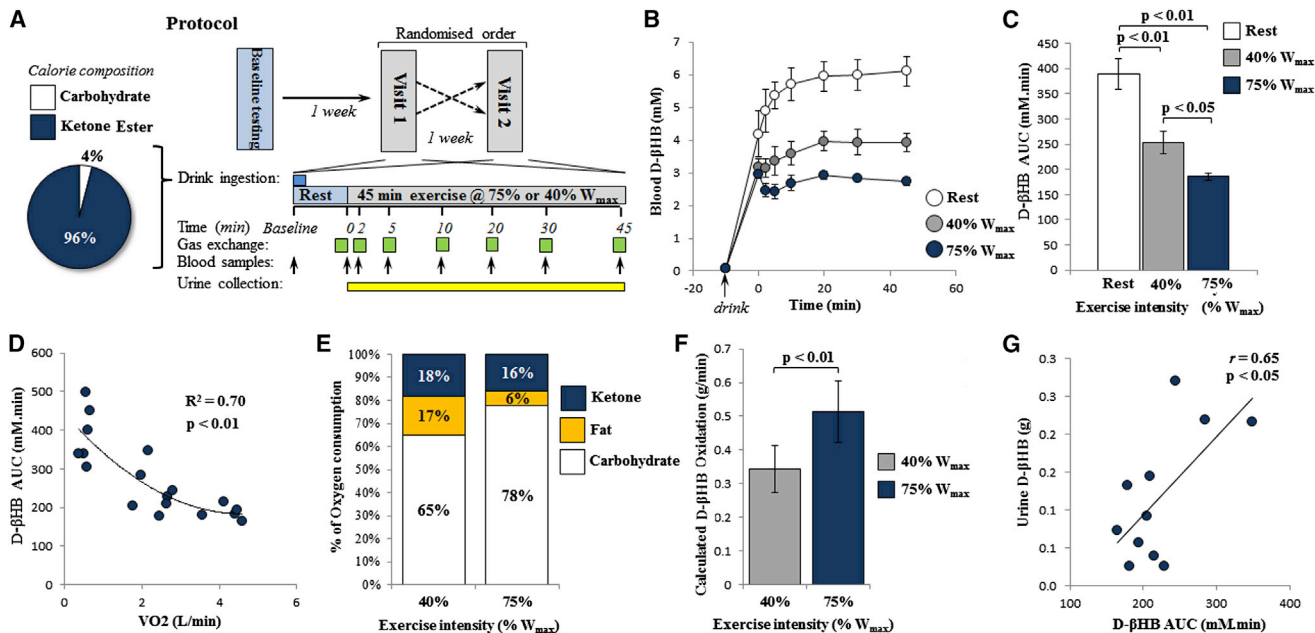 A
Protocol
Calorie composition
Carbohydrate
Ketone Ester
4%
96%
Baseline testing
1 week
Randomised order
Visit 1
Visit 2
1 week
Drink ingestion:
Rest
45 min exercise @ 75% or 40% Wmax
Time (min)
Baseline
0 2 5 10 20 30 45
Gas exchange:
Blood samples:
Urine collection:
B
Blood D-βHB (mM)
7
6
5
4
3
2
1
0
-20 0 20 40 60
drink
Time (min)
Rest
40% Wmax
75% Wmax
C
p < 0.01
p < 0.01
p < 0.05
Rest
40% Wmax
75% Wmax
D-βHB AUC (mM.min)
450
400
350
300
250
200
150
100
50
0
Rest 40% 75%
Exercise intensity (% Wmax)
D
D-βHB AUC (mM.min)
600
500
400
300
200
100
0
R² = 0.70
p < 0.01
0 2 4 6
VO2 (L/min)
E
% of Oxygen consumption
100%
90%
80%
70%
60%
50%
40%
30%
20%
10%
0%
18%
17%
65%
16%
6%
78%
Ketone
Fat
Carbohydrate
40% 75%
Exercise intensity (% Wmax)
F
Calculated D-βHB Oxidation (g/min)
0.7
0.6
0.5
0.4
0.3
0.2
0.1
0
p < 0.01
40% Wmax
75% Wmax
40% 75%
Exercise intensity (% Wmax)
G
Urine D-βHB (g)
0.3
0.3
0.2
0.2
0.1
0.1
0.0
r = 0.65
p < 0.05
100 200 300 400
D-βHB AUC (mM.min)